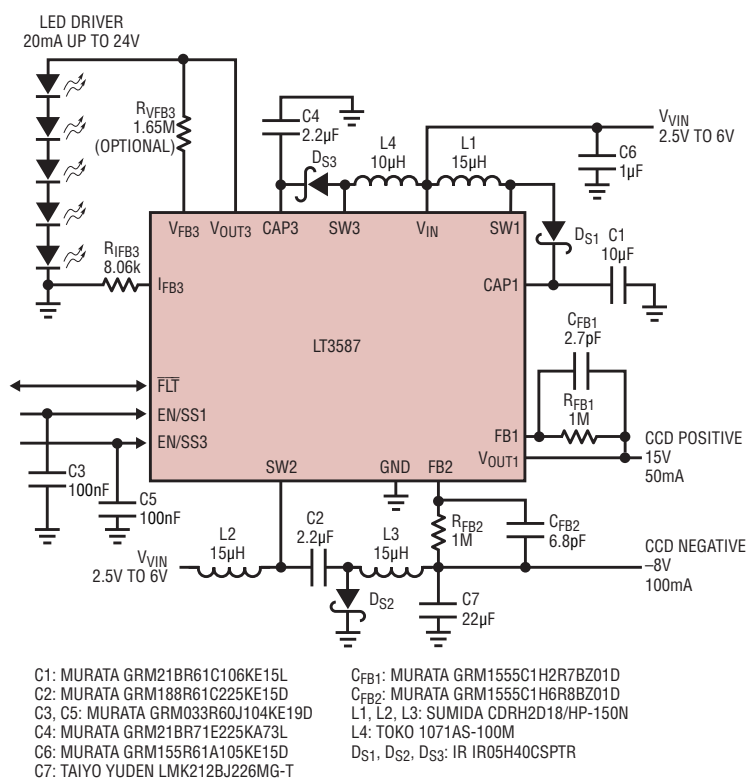 LED DRIVER
20mA UP TO 24V
RVFB3
1.65M
(OPTIONAL)
C4
2.2µF
DS3
L4
10µH
L1
15µH
VVIN
2.5V TO 6V
C6
1µF
VFB3
VOUT3
CAP3
SW3
VIN
SW1
DS1
C1
10µF
RIFB3
8.06k
IFB3
CAP1
LT3587
CFB1
2.7pF
RFB1
1M
FLT
EN/SS1
EN/SS3
FB1
VOUT1
CCD POSITIVE
15V
50mA
C3
100nF
C5
100nF
SW2
GND
FB2
L2
15µH
C2
2.2µF
L3
15µH
RFB2
1M
CFB2
6.8pF
VVIN
2.5V TO 6V
CCD NEGATIVE
–8V
100mA
DS2
C7
22µF
C1: MURATA GRM21BR61C106KE15L
C2: MURATA GRM188R61C225KE15D
C3, C5: MURATA GRM033R60J104KE19D
C4: MURATA GRM21BR71E225KA73L
C6: MURATA GRM155R61A105KE15D
C7: TAIYO YUDEN LMK212BJ226MG-T
CFB1: MURATA GRM1555C1H2R7BZ01D
CFB2: MURATA GRM1555C1H6R8BZ01D
L1, L2, L3: SUMIDA CDRH2D18/HP-150N
L4: TOKO 1071AS-100M
DS1, DS2, DS3: IR IR05H40CSPTR